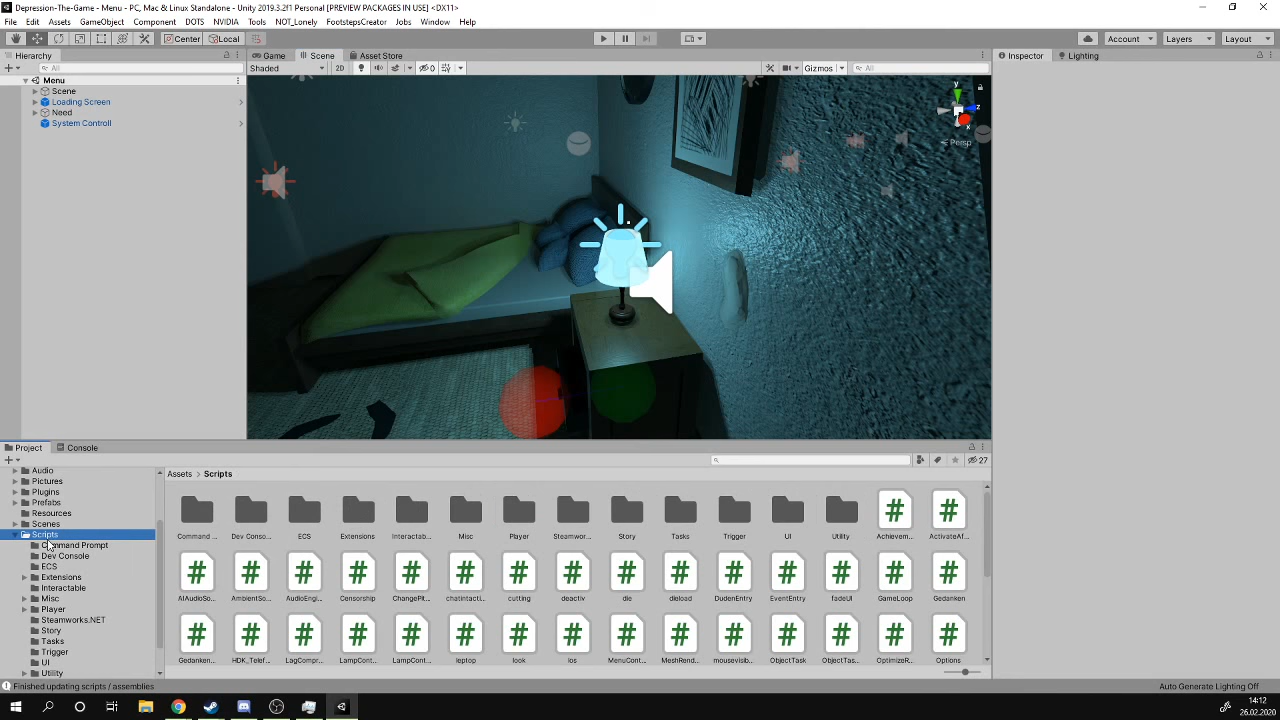 Depression-The-Game - Menu - PC, Mac & Linux Standalone - Unity 2019.3.2f1 Personal [PREVIEW PACKAGES IN USE] <DX11>
File Edit Assets GameObject Component DOTS NVIDIA Tools NOT_Lonely FootstepsCreator Jobs Window Help
Center Local Account Layers Layout
Hierarchy Game Scene Asset Store Inspector Lighting
All Shaded 2D 0 Gizmos All
Menu
Scene
Loading Screen
Need
System Controll
y
z
x
Persp
Project Console
27
Audio
Pictures
Plugins
Prefabs
Resources
Scenes
Scripts
Command Prompt
Dev Console
ECS
Extensions
Interactable
Misc
Player
Steamworks.NET
Story
Tasks
Trigger
UI
Utility
Assets > Scripts
Command ... Dev Conso... ECS Extensions Interactab... Misc Player Steamwor... Story Tasks Trigger UI Utility Achievem... ActivateAf...
AIAudioSo... AmbientSo... AudioEngi... Censorship ChangePit... chatintacti... cutting deactiv die dieload DudenEntry EventEntry fadeUI GameLoop Gedanken
Gedanken... HDK_Telef... LagCompr... LampCont... LampCont... leptop look los MenuCont... MeshRend... mousevisib... ObjectTask ObjectTas... OptimizeR... Options
Finished updating scripts / assemblies Auto Generate Lighting Off
14:12
26.02.2020